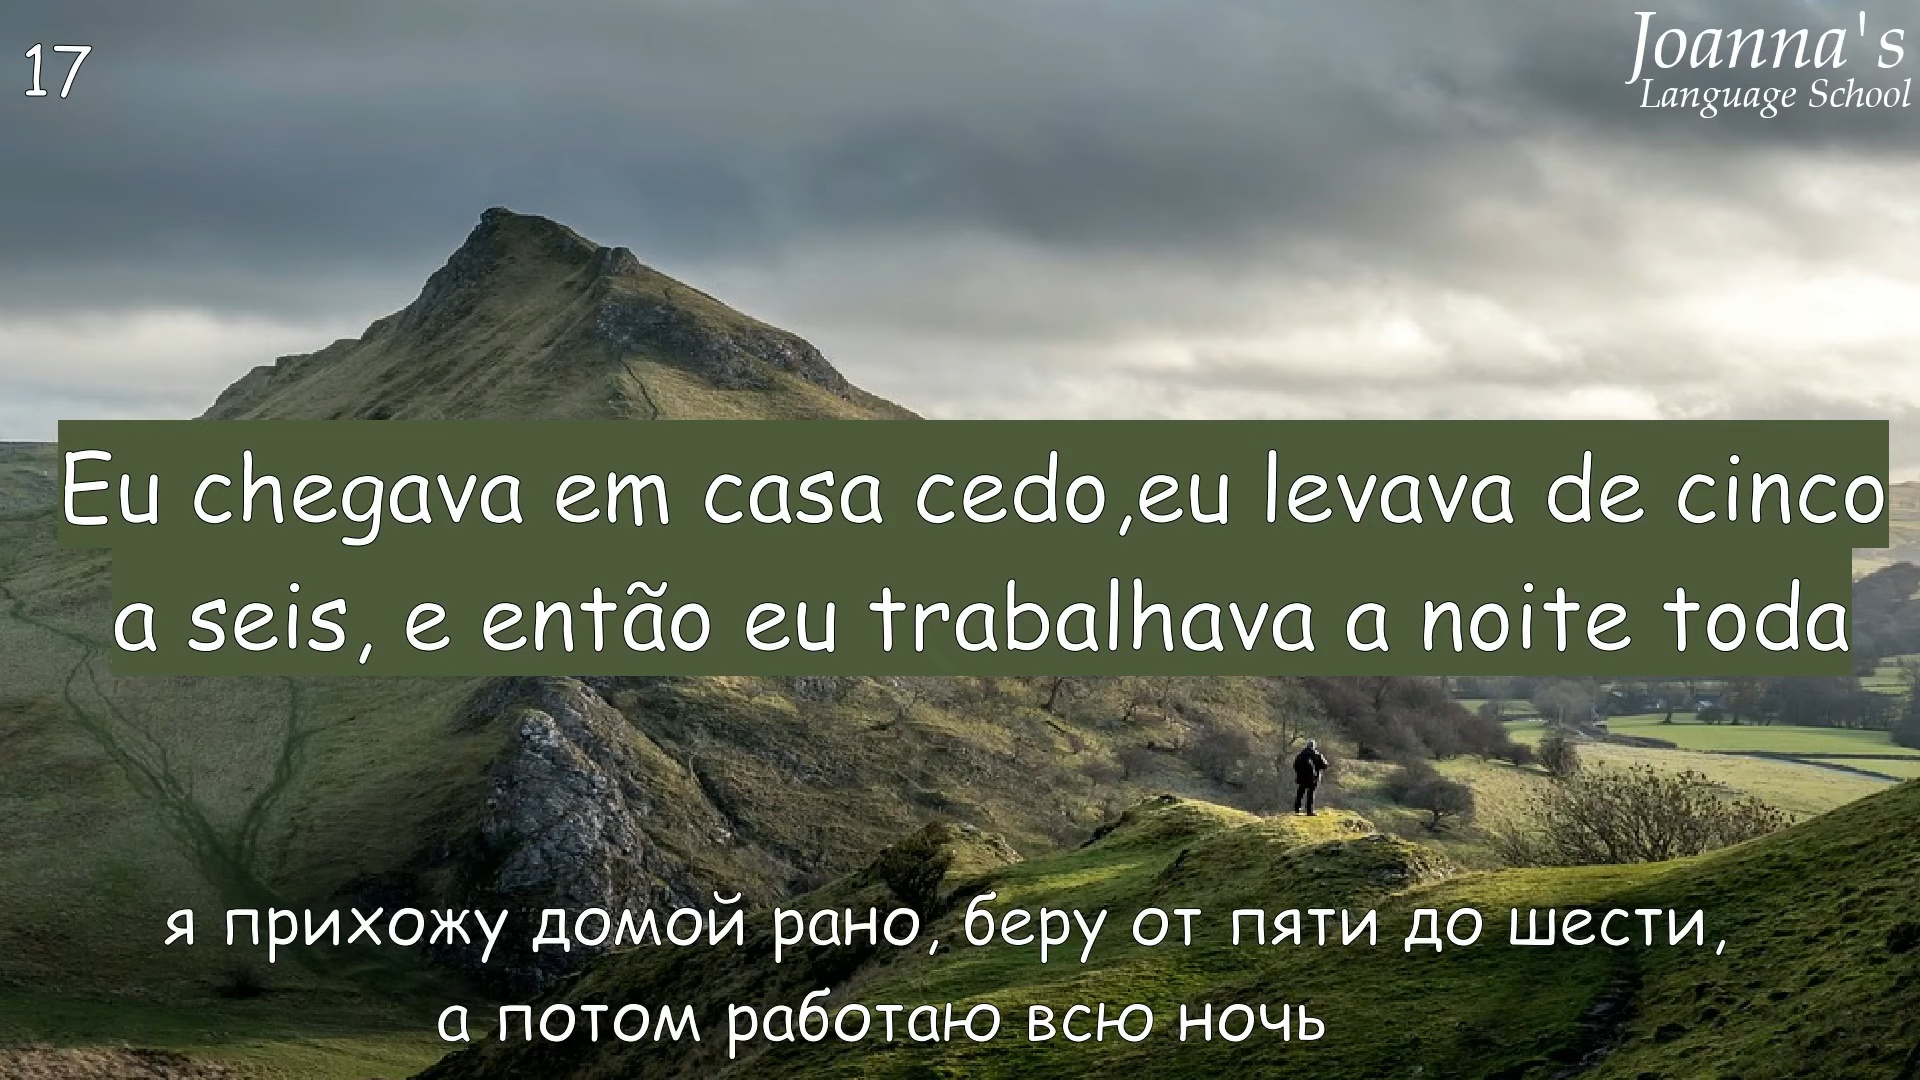 17
Joanna's
Language School
Eu chegava em casa cedo,eu levava de cinco
a seis, e então eu trabalhava a noite toda
я прихожу домой рано, беру от пяти до шести,
а потом работаю всю ночь